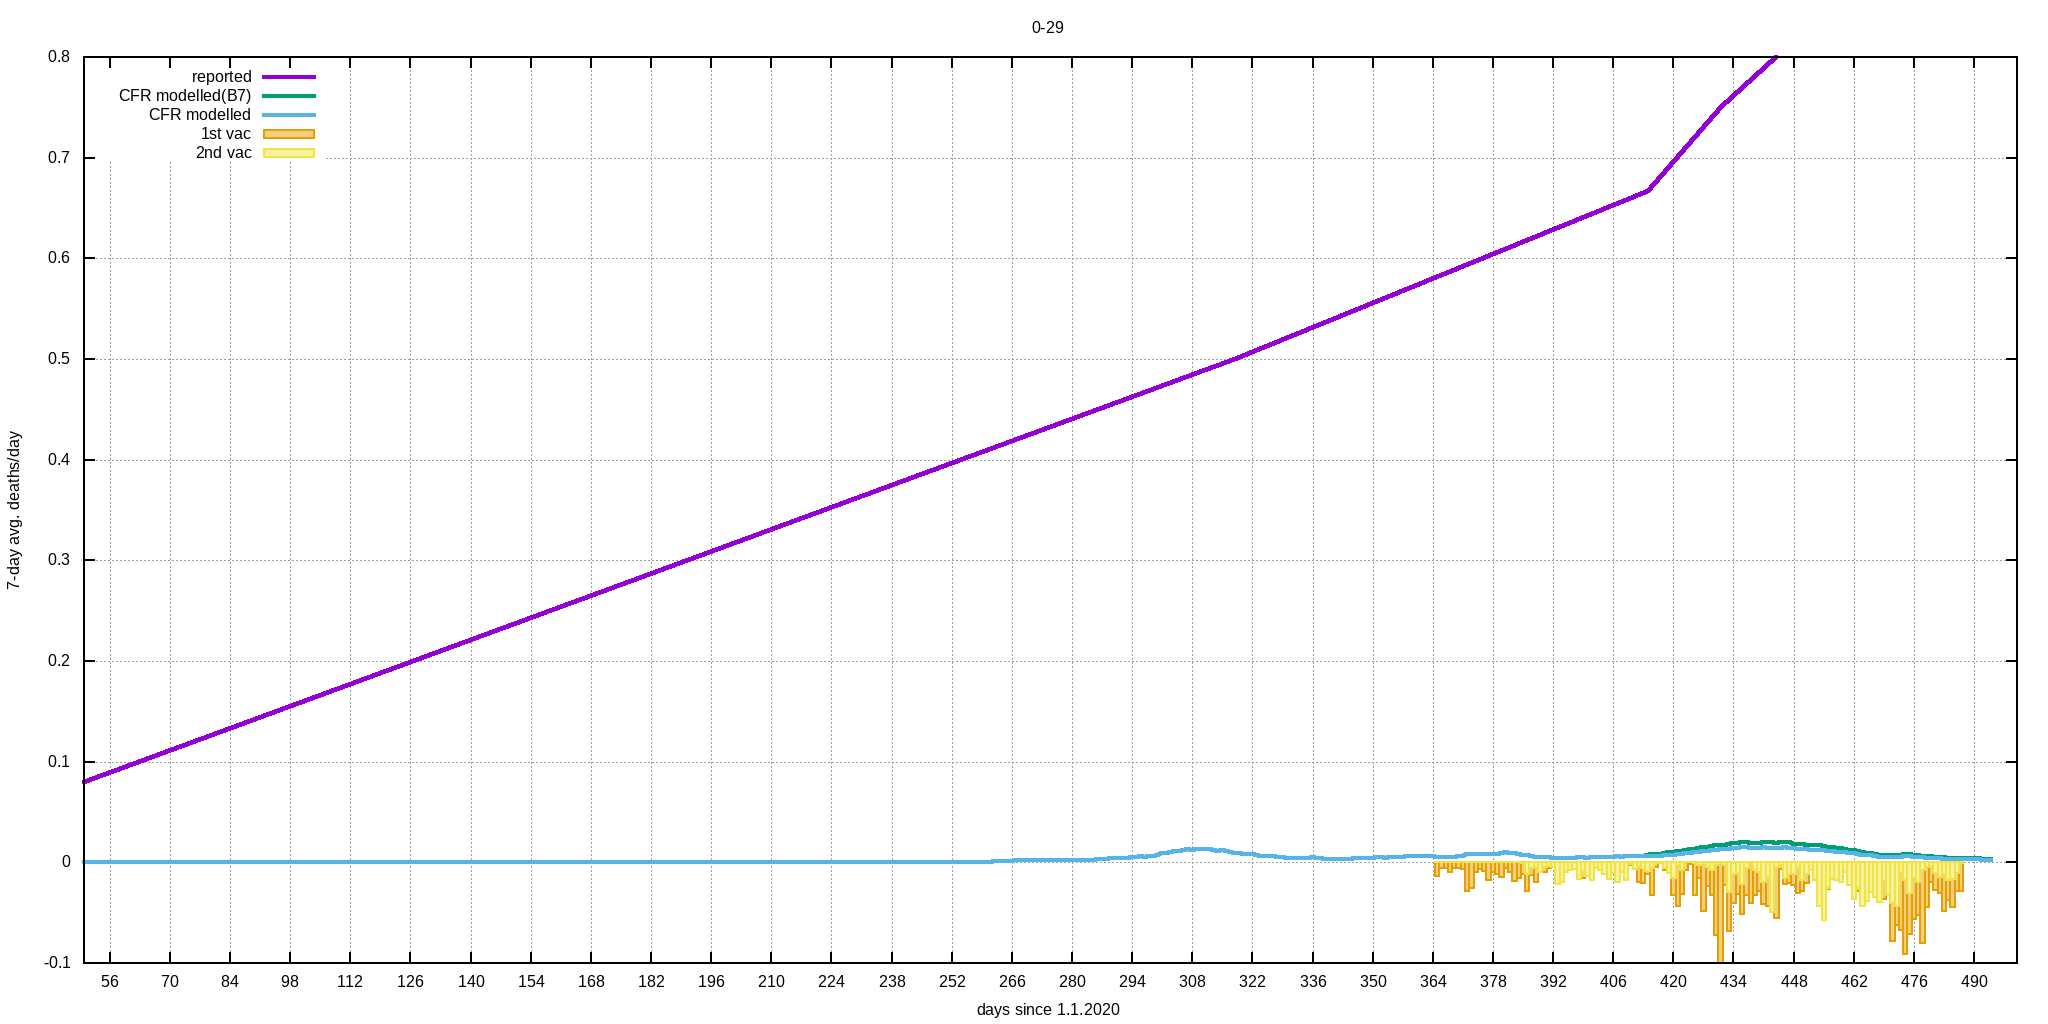 0-29
reported
CFR modelled(B7)
CFR modelled
1st vac
2nd vac
0.8
0.7
0.6
0.5
0.4
0.3
0.2
0.1
0
-0.1
7-day avg. deaths/day
56 70 84 98 112 126 140 154 168 182 196 210 224 238 252 266 280 294 308 322 336 350 364 378 392 406 420 434 448 462 476 490
days since 1.1.2020